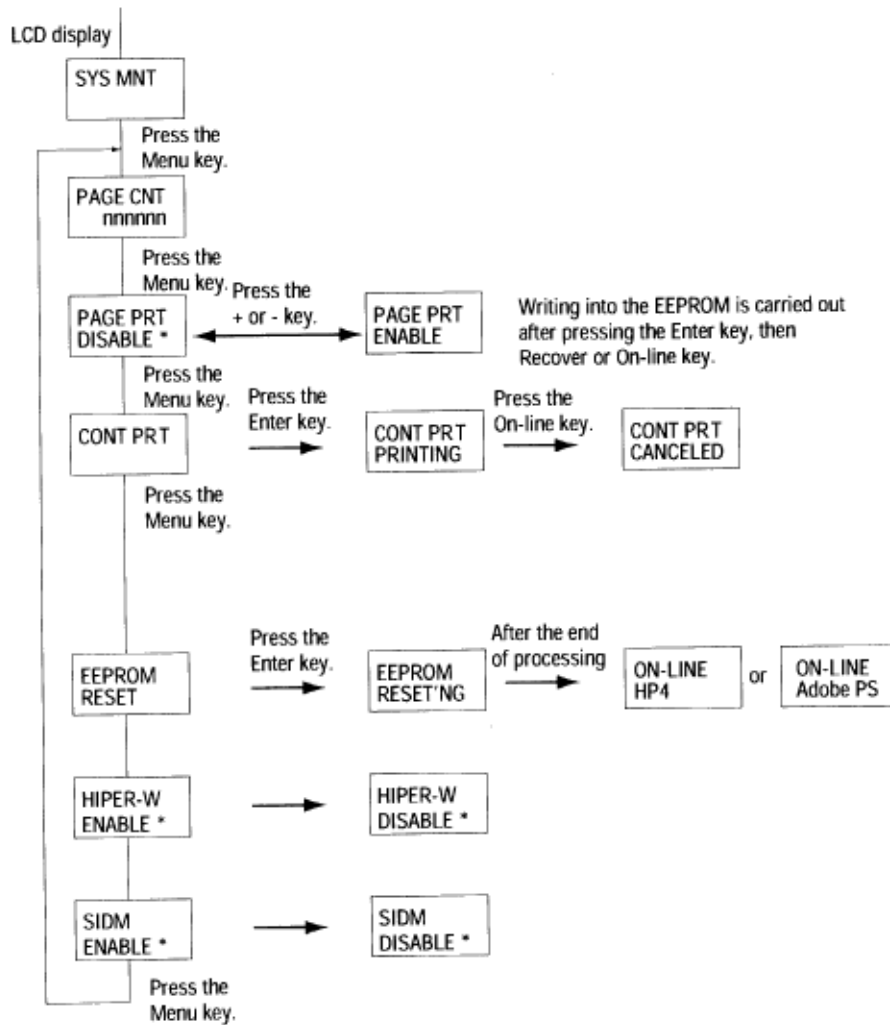 LCD display
SYS MNT
Press the
Menu key.
PAGE CNT
nnnnnn
Press the
Menu key.
PAGE PRT
DISABLE *
Press the
+ or - key.
PAGE PRT
ENABLE
Writing into the EEPROM is carried out
after pressing the Enter key, then
Recover or On-line key.
Press the
Menu key.
CONT PRT
Press the
Enter key.
CONT PRT
PRINTING
Press the
On-line key.
CONT PRT
CANCELED
Press the
Menu key.
EEPROM
RESET
Press the
Enter key.
EEPROM
RESET'NG
After the end
of processing
ON-LINE
HP4
or
ON-LINE
Adobe PS
HIPER-W
ENABLE *
HIPER-W
DISABLE *
SIDM
ENABLE *
SIDM
DISABLE *
Press the
Menu key.